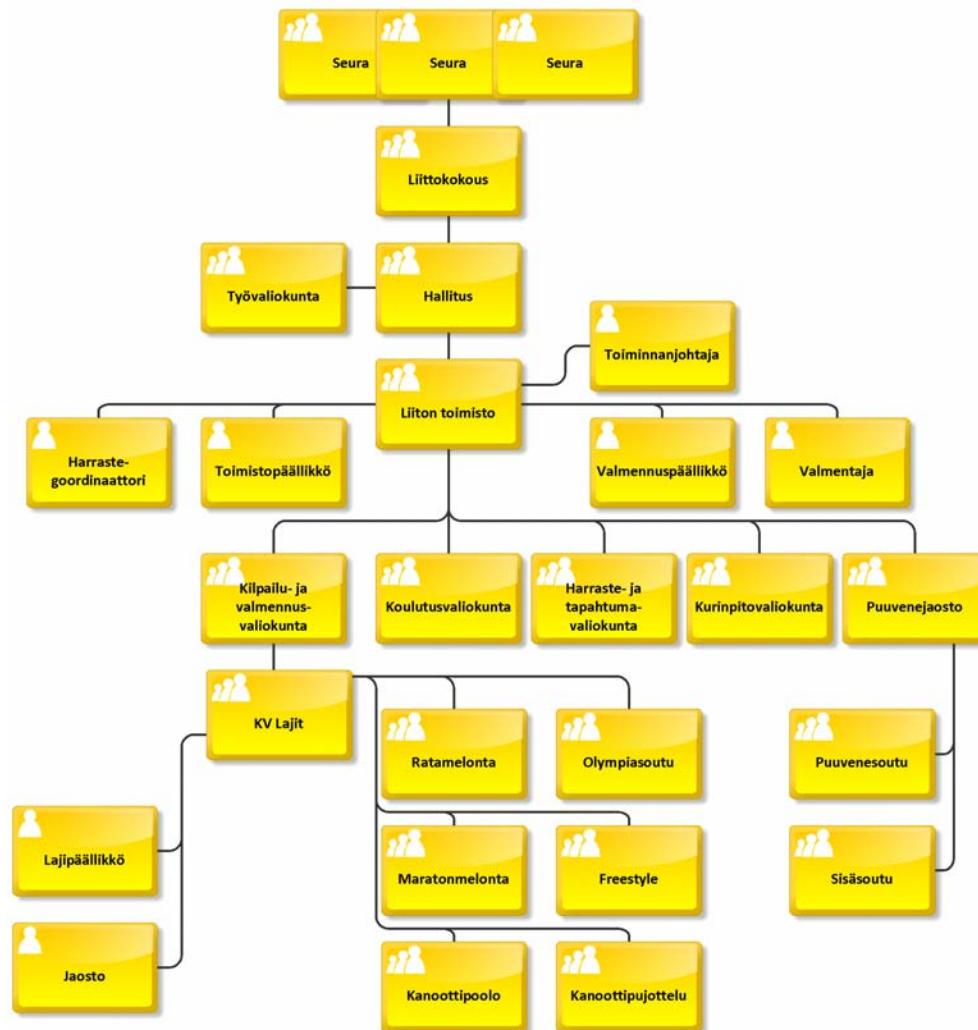 Seura
Seura
Seura
Liittokokous
Työvaliokunta
Hallitus
Toiminnanjohtaja
Liiton toimisto
Harraste-
goordinaattori
Toimistopäällikkö
Valmennuspäällikkö
Valmentaja
Kilpailu- ja
valmennus-
valiokunta
Koulutusvaliokunta
Harraste- ja
tapahtuma-
valiokunta
Kurinpitovaliokunta
Puuvenejaosto
KV Lajit
Ratamelonta
Olympiasoutu
Puuvenesoutu
Lajipäällikkö
Maratonmelonta
Freestyle
Sisäsoutu
Jaosto
Kanoottipoolo
Kanoottipujottelu